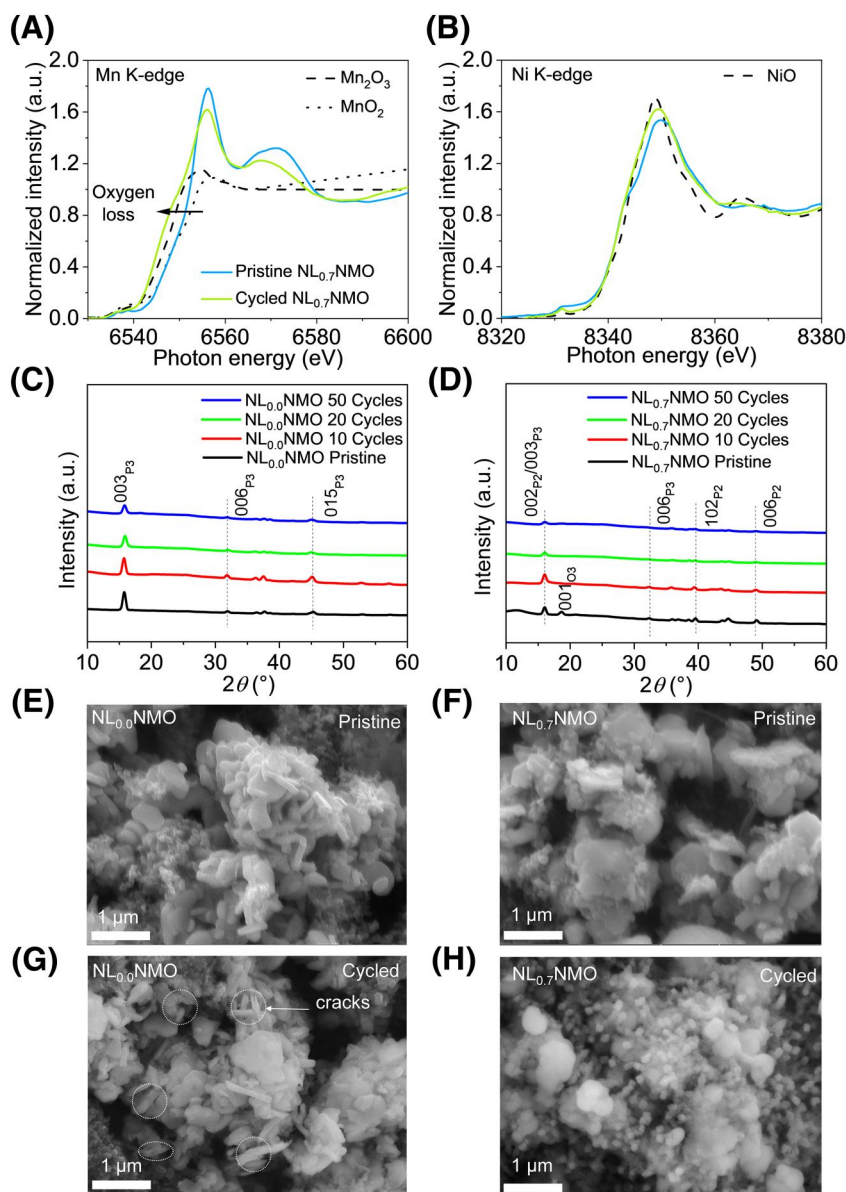 (A)
Mn K-edge
Mn₂O₃
MnO₂
Oxygen
loss
Pristine NL₀.₇NMO
Cycled NL₀.₇NMO
Normalized intensity (a.u.)
2.0
1.6
1.2
0.8
0.4
0.0
6540 6560 6580 6600
Photon energy (eV)
(B)
Ni K-edge
NiO
Normalized intensity (a.u.)
2.0
1.6
1.2
0.8
0.4
0.0
8320 8340 8360 8380
Photon energy (eV)
(C)
NL₀.₀NMO 50 Cycles
NL₀.₀NMO 20 Cycles
NL₀.₀NMO 10 Cycles
NL₀.₀NMO Pristine
003P3
006P3
015P3
Intensity (a.u.)
10 20 30 40 50 60
2θ (°)
(D)
NL₀.₇NMO 50 Cycles
NL₀.₇NMO 20 Cycles
NL₀.₇NMO 10 Cycles
NL₀.₇NMO Pristine
002P2/003P3
001O3
006P3
102P2
006P2
Intensity (a.u.)
10 20 30 40 50 60
2θ (°)
(E)
NL₀.₀NMO Pristine
1 μm
(F)
NL₀.₇NMO Pristine
1 μm
(G)
NL₀.₀NMO Cycled
cracks
1 μm
(H)
NL₀.₇NMO Cycled
1 μm